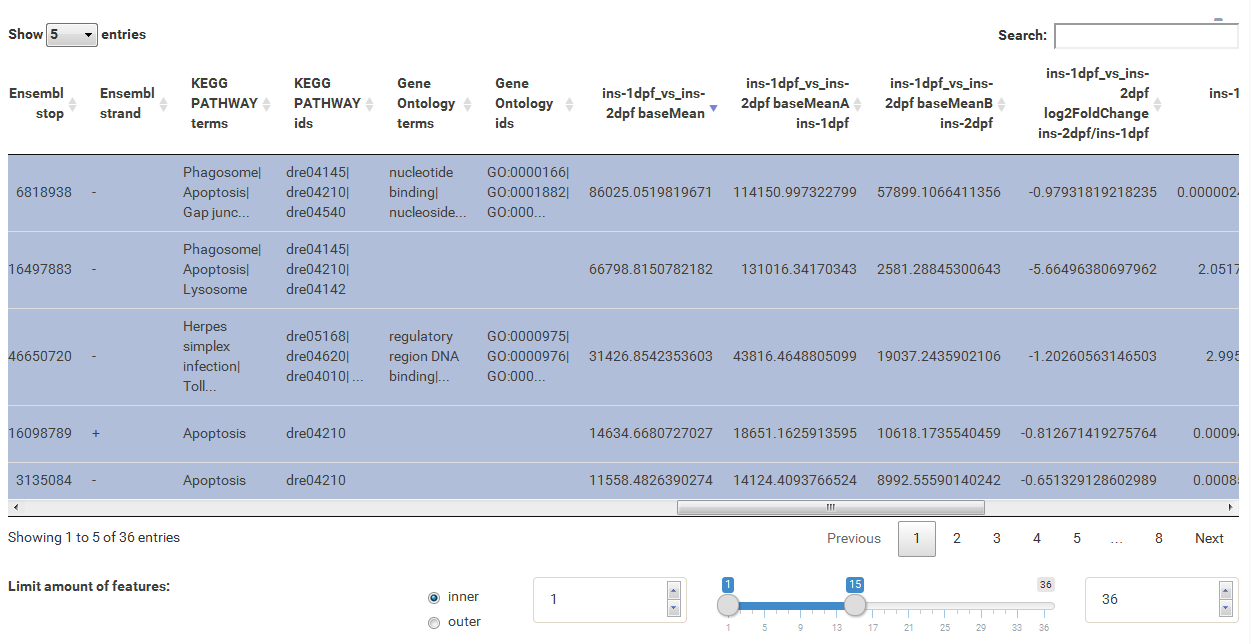 Show 5 entries
Search:
Ensembl stop
Ensembl strand
KEGG PATHWAY terms
KEGG PATHWAY ids
Gene Ontology terms
Gene Ontology ids
ins-1dpf_vs_ins-2dpf baseMean
ins-1dpf_vs_ins-2dpf baseMeanA ins-1dpf
ins-1dpf_vs_ins-2dpf baseMeanB ins-2dpf
ins-1dpf_vs_ins-2dpf log2FoldChange ins-2dpf/ins-1dpf
ins-1
6818938 - Phagosome| Apoptosis| Gap junc... dre04145| dre04210| dre04540 nucleotide binding| nucleoside... GO:0000166| GO:0001882| GO:000... 86025.0519819671 114150.997322799 57899.1066411356 -0.97931819218235 0.0000024
16497883 - Phagosome| Apoptosis| Lysosome dre04145| dre04210| dre04142 66798.8150782182 131016.34170343 2581.28845300643 -5.66496380697962 2.0517
46650720 - Herpes simplex infection| Toll... dre05168| dre04620| dre04010| ... regulatory region DNA binding|... GO:0000975| GO:0000976| GO:000... 31426.8542353603 43816.4648805099 19037.2435902106 -1.20260563146503 2.995
16098789 + Apoptosis dre04210 14634.6680727027 18651.1625913595 10618.1735540459 -0.812671419275764 0.0009
3135084 - Apoptosis dre04210 11558.4826390274 14124.4093766524 8992.55590140242 -0.651329128602989 0.0008
Showing 1 to 5 of 36 entries
Previous 1 2 3 4 5 ... 8 Next
Limit amount of features:
inner
outer
1
1 15 36
1 5 9 13 17 21 25 29 33 36
36